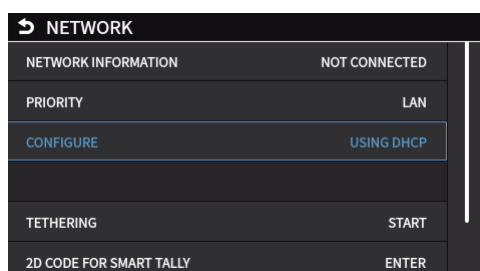 NETWORK
NETWORK INFORMATION NOT CONNECTED
PRIORITY LAN
CONFIGURE USING DHCP
TETHERING START
2D CODE FOR SMART TALLY ENTER